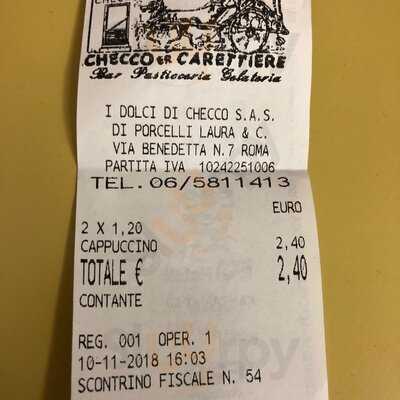 CHECCO ER CARETTIERE
Bar Pasticceria Gelateria
I DOLCI DI CHECCO S.A.S.
DI PORCELLI LAURA & C.
VIA BENEDETTA N.7 ROMA
PARTITA IVA 10242251006
TEL. 06/5811413
EURO
2 X 1,20
CAPPUCCINO 2,40
TOTALE € 2,40
CONTANTE
REG. 001 OPER. 1
10-11-2018 16:03
SCONTRINO FISCALE N. 54